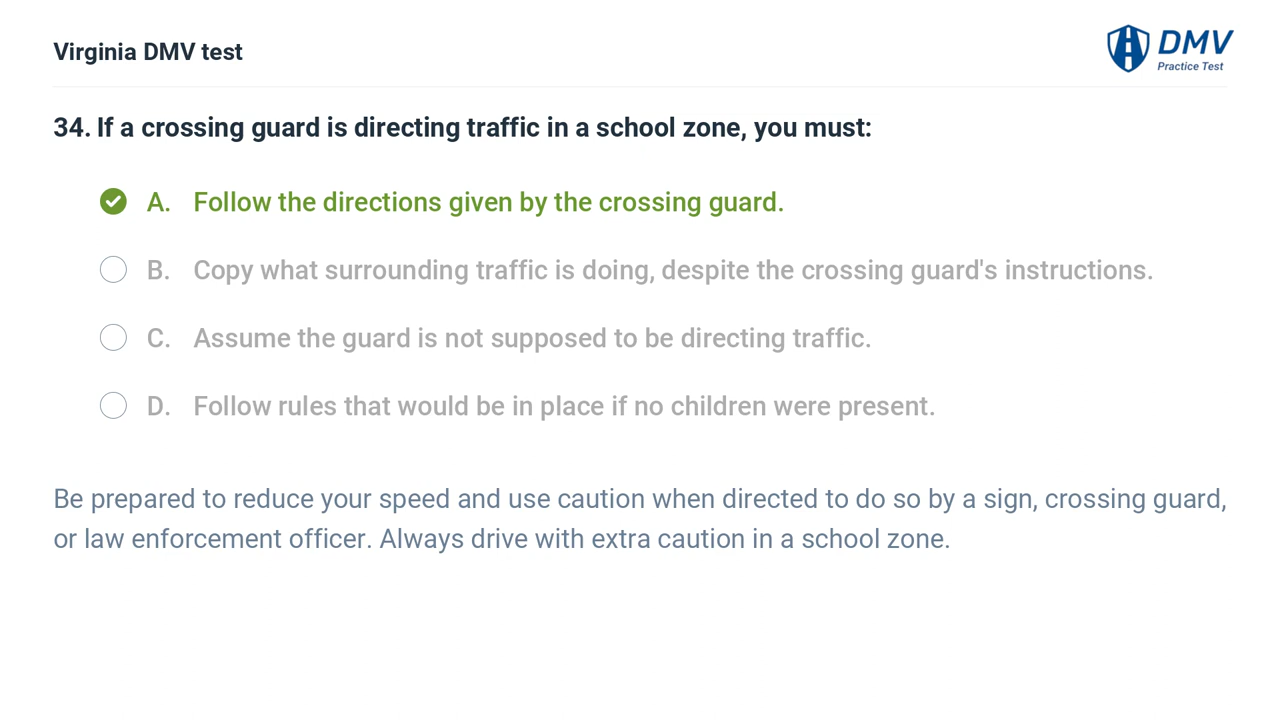 Virginia DMV test
DMV
Practice Test
34. If a crossing guard is directing traffic in a school zone, you must:
A. Follow the directions given by the crossing guard.
B. Copy what surrounding traffic is doing, despite the crossing guard's instructions.
C. Assume the guard is not supposed to be directing traffic.
D. Follow rules that would be in place if no children were present.
Be prepared to reduce your speed and use caution when directed to do so by a sign, crossing guard,
or law enforcement officer. Always drive with extra caution in a school zone.